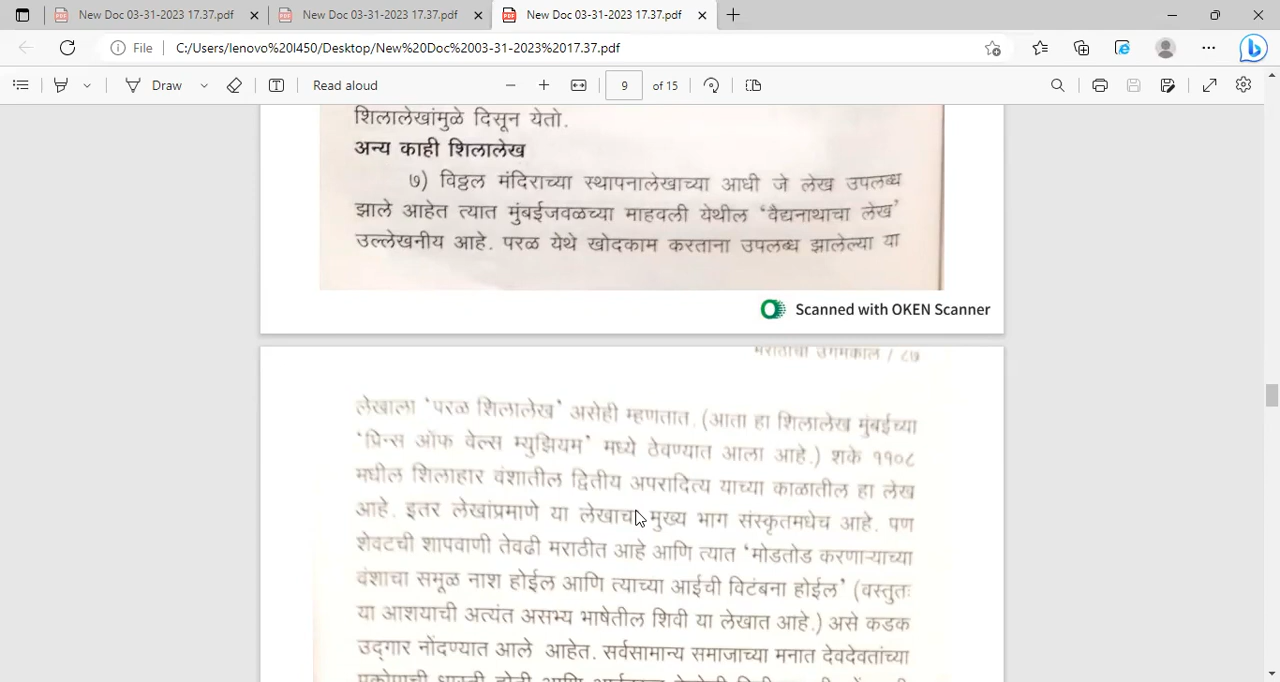 New Doc 03-31-2023 17.37.pdf
New Doc 03-31-2023 17.37.pdf
New Doc 03-31-2023 17.37.pdf
File
C:/Users/lenovo%20I450/Desktop/New%20Doc%2003-31-2023%2017.37.pdf
Draw
Read aloud
9 of 15
शिलालेखांमुळे दिसून येतो.
अन्य काही शिलालेख
७) विठ्ठल मंदिराच्या स्थापनालेखाच्या आधी जे लेख उपलब्ध
झाले आहेत त्यात मुंबईजवळच्या माहवली येथील 'वैद्यनाथाचा लेख'
उल्लेखनीय आहे. परळ येथे खोदकाम करताना उपलब्ध झालेल्या या
Scanned with OKEN Scanner
मराठीचा उगमकाल / ८७
लेखाला 'परळ शिलालेख' असेही म्हणतात. (आता हा शिलालेख मुंबईच्या
'प्रिन्स ऑफ वेल्स म्युझियम' मध्ये ठेवण्यात आला आहे.) शके ११०८
मधील शिलाहार वंशातील द्वितीय अपरादित्य याच्या काळातील हा लेख
आहे. इतर लेखांप्रमाणे या लेखाचा मुख्य भाग संस्कृतमधेच आहे. पण
शेवटची शापवाणी तेवढी मराठीत आहे आणि त्यात 'मोडतोड करणाऱ्याच्या
वंशाचा समूळ नाश होईल आणि त्याच्या आईची विटंबना होईल' (वस्तुतः
या आशयाची अत्यंत असभ्य भाषेतील शिवी या लेखात आहे.) असे कडक
उद्‌गार नोंदण्यात आले आहेत. सर्वसामान्य समाजाच्या मनात देवदेवतांच्या